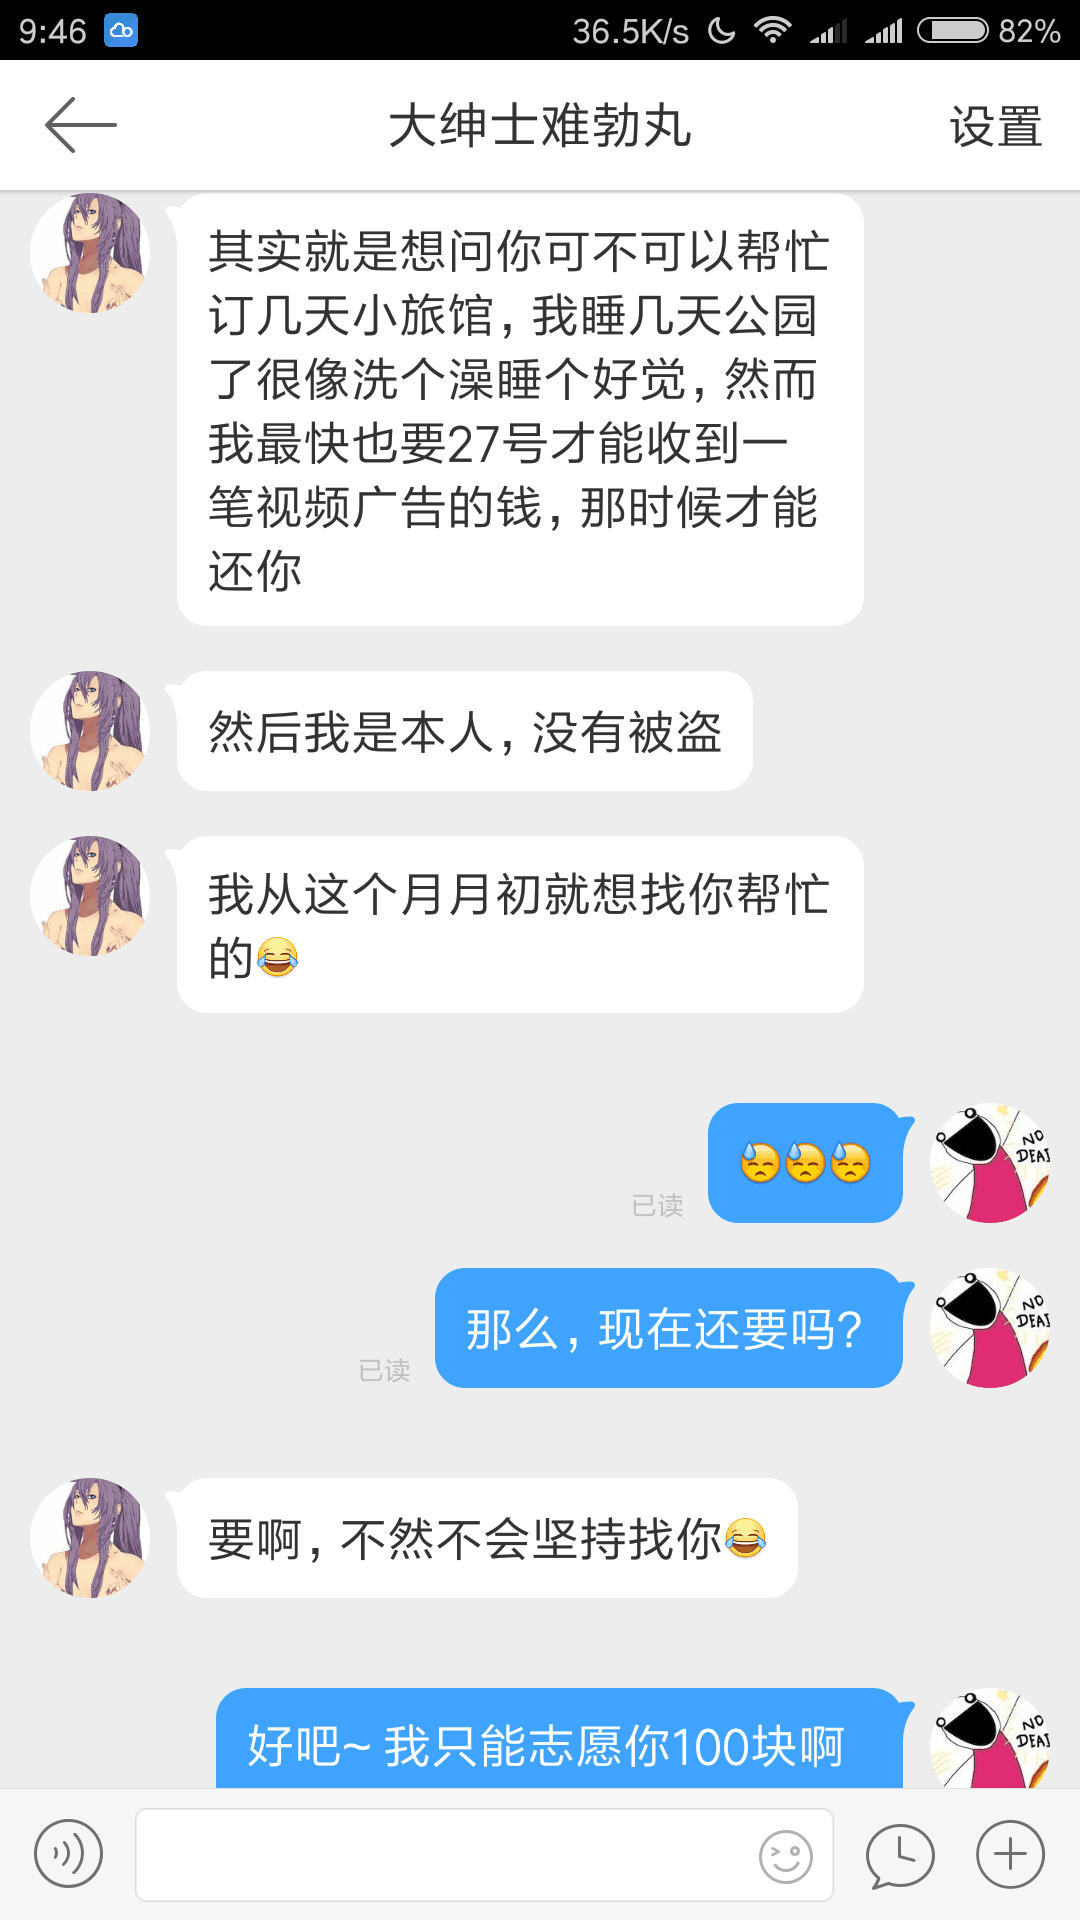 9:46
36.5K/s
82%
大绅士难勃丸
设置
其实就是想问你可不可以帮忙
订几天小旅馆，我睡几天公园
了很像洗个澡睡个好觉，然而
我最快也要27号才能收到一
笔视频广告的钱，那时候才能
还你
然后我是本人，没有被盗
我从这个月月初就想找你帮忙
的😂
😓😓😓
已读
NO
DEAI
那么，现在还要吗？
已读
NO
DEAI
要啊，不然不会坚持找你😂
好吧~ 我只能志愿你100块啊
NO
DEAI